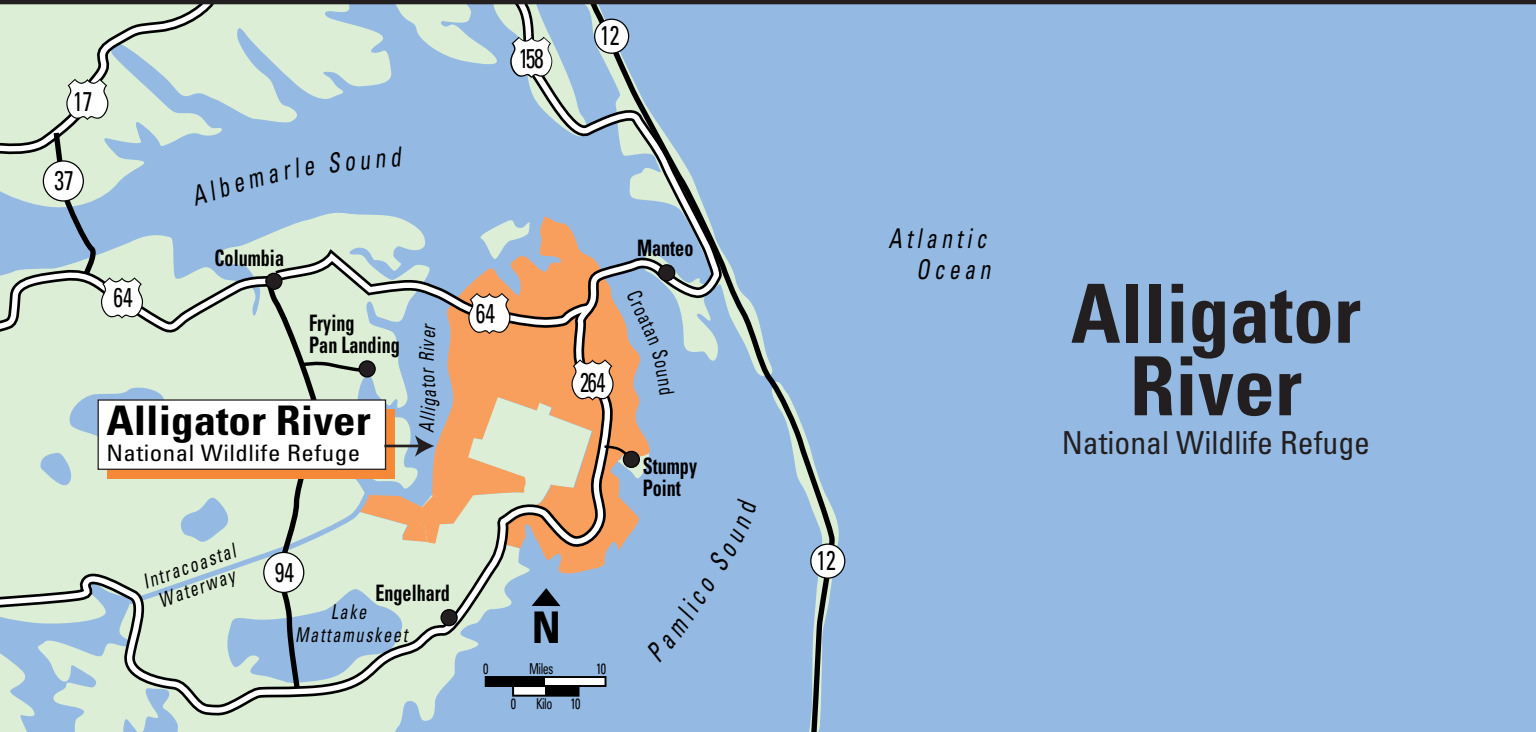 12
158
17
Albemarle Sound
37
Atlantic
Ocean
Manteo
Columbia
64
64
Croatan Sound
Frying
Pan Landing
Alligator River
264
Alligator
River
National Wildlife Refuge
Alligator River
National Wildlife Refuge
Stumpy
Point
Pamlico Sound
Intracoastal
Waterway
94
12
Engelhard
Lake
Mattamuskeet
N
0 Miles 10
0 Kilo 10